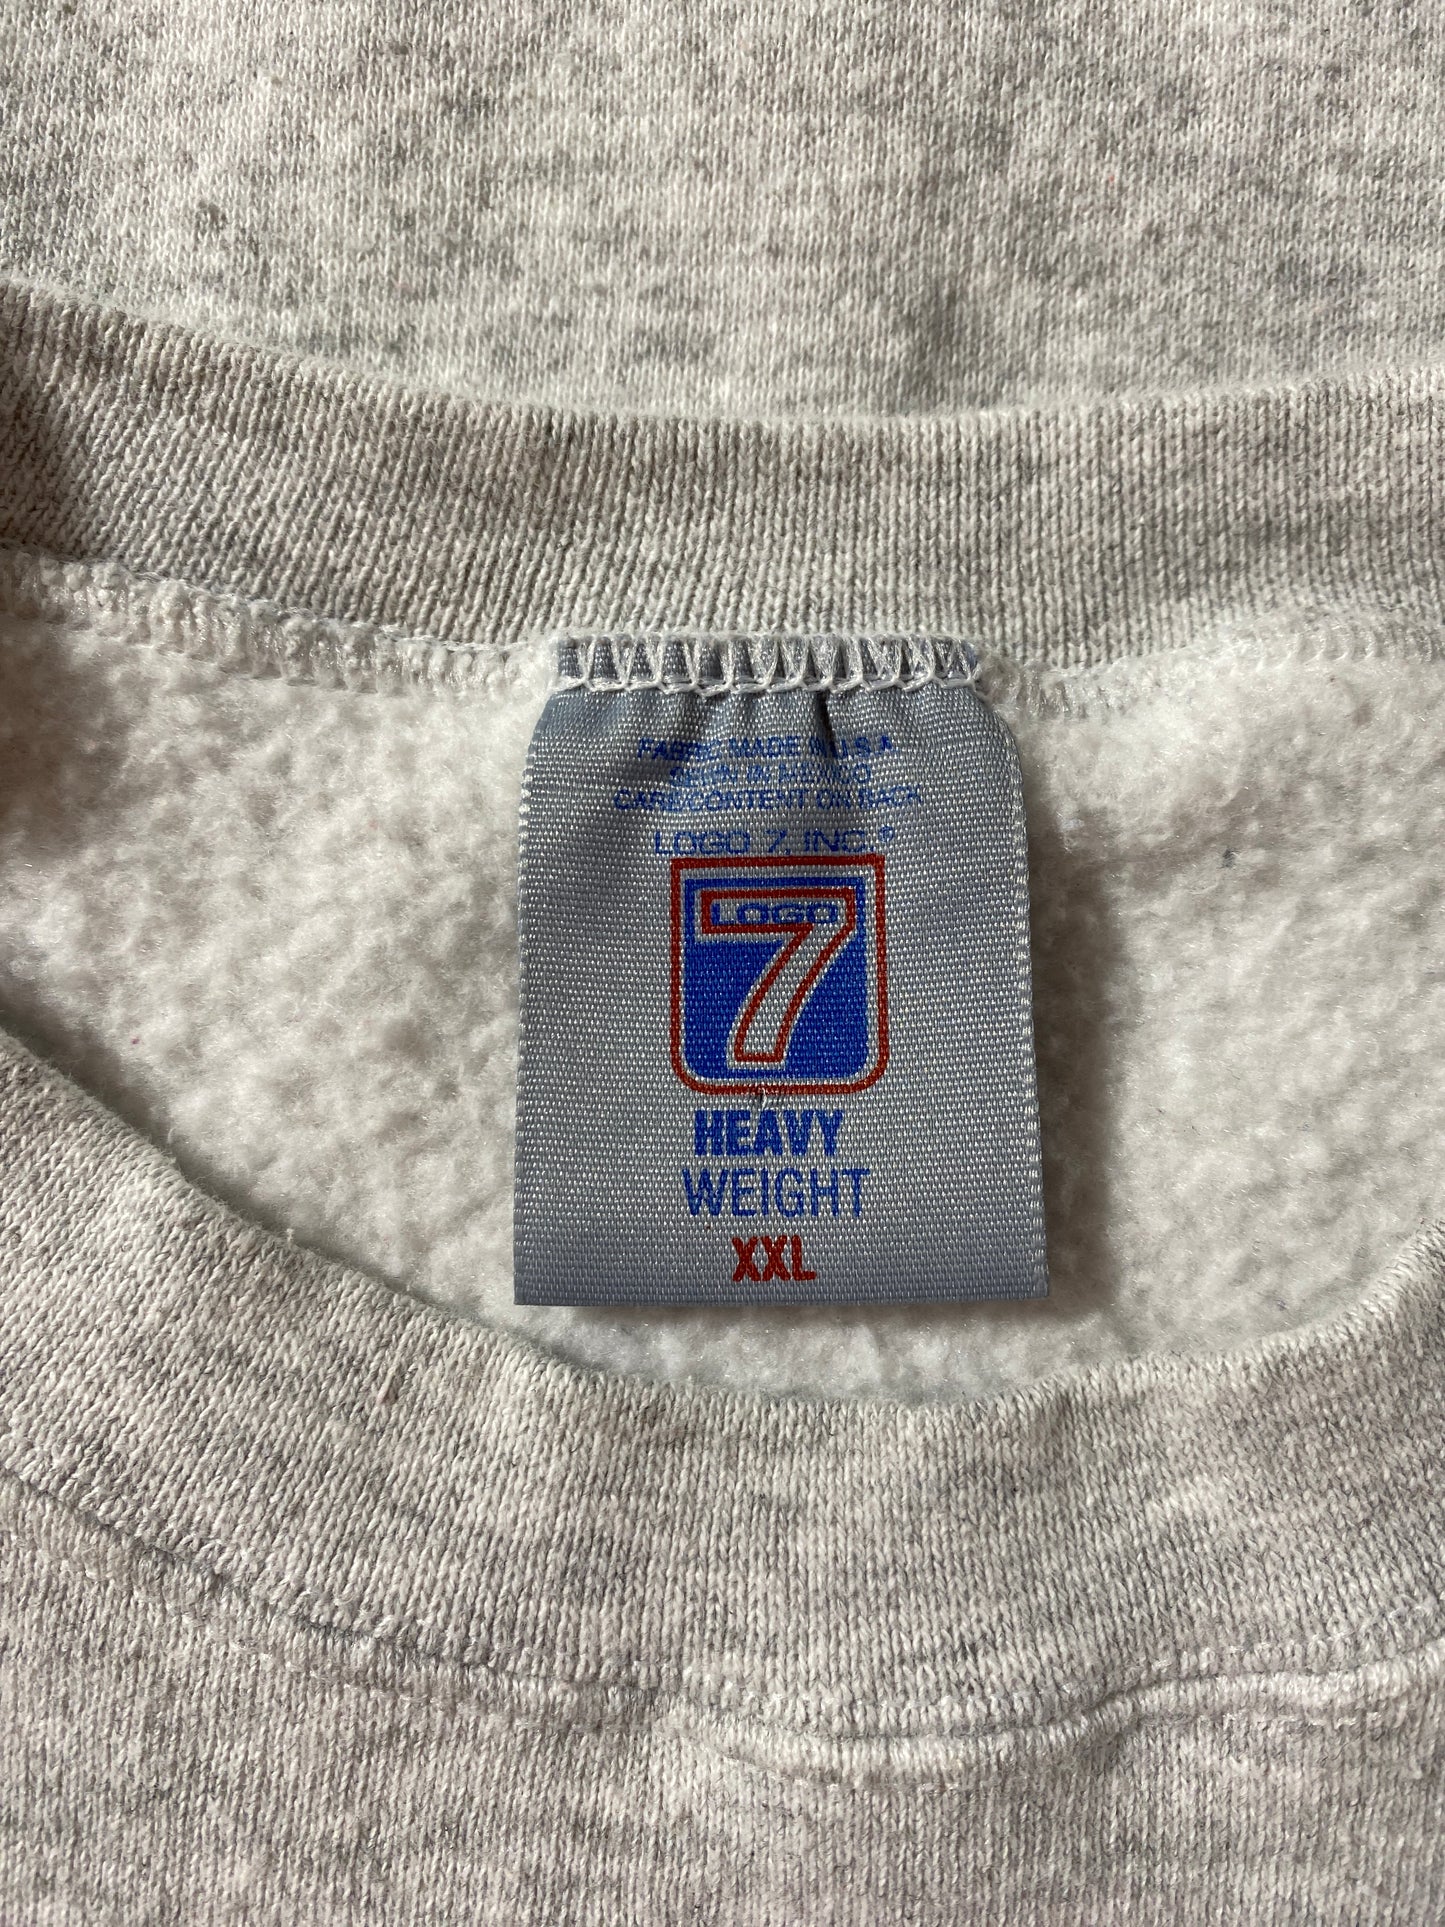 FABRIC MADE IN U.S.A.
SEWN IN MEXICO
CARE/CONTENT ON BACK
LOGO 7, INC.®
LOGO
7
HEAVY
WEIGHT
XXL